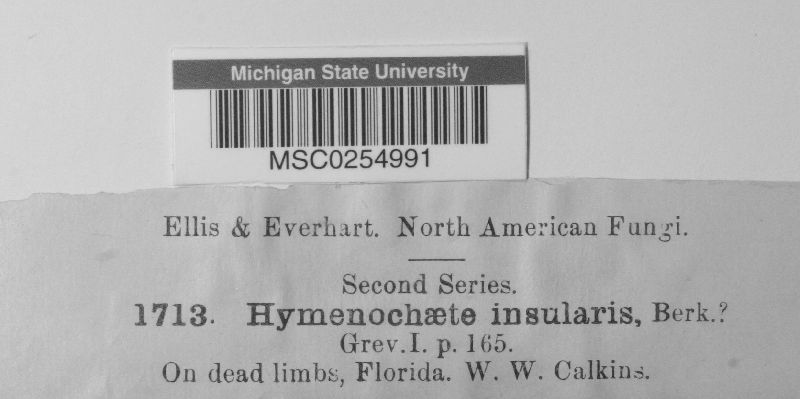 Michigan State University
MSC0254991
Ellis & Everhart. North American Fungi.
Second Series.
1713. Hymenochæte insularis, Berk.?
Grev. I. p. 165.
On dead limbs, Florida. W. W. Calkins.